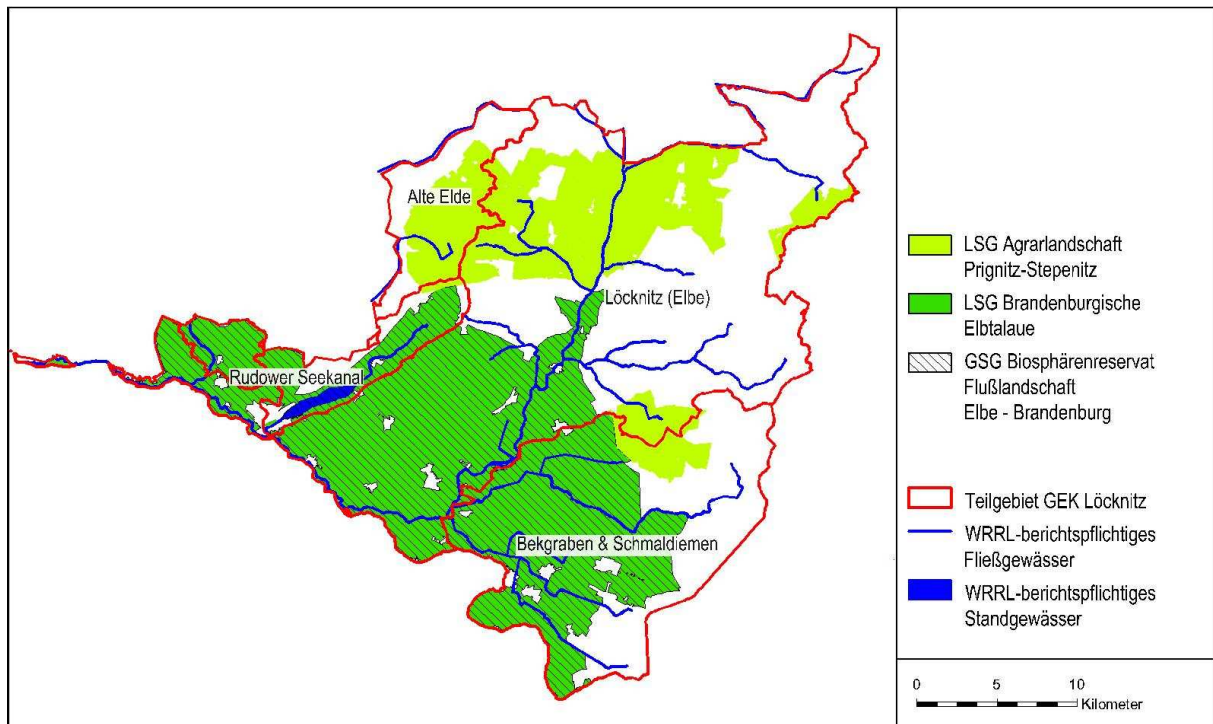 Alte Elde
Löcknitz (Elbe)
Rudower Seekanal
Bekgraben & Schmaldiemen
LSG Agrarlandschaft
Prignitz-Stepenitz
LSG Brandenburgische
Elbtalaue
GSG Biosphärenreservat
Flußlandschaft
Elbe - Brandenburg
Teilgebiet GEK Löcknitz
WRRL-berichtspflichtiges
Fließgewässer
WRRL-berichtspflichtiges
Standgewässer
0 5 10
Kilometer